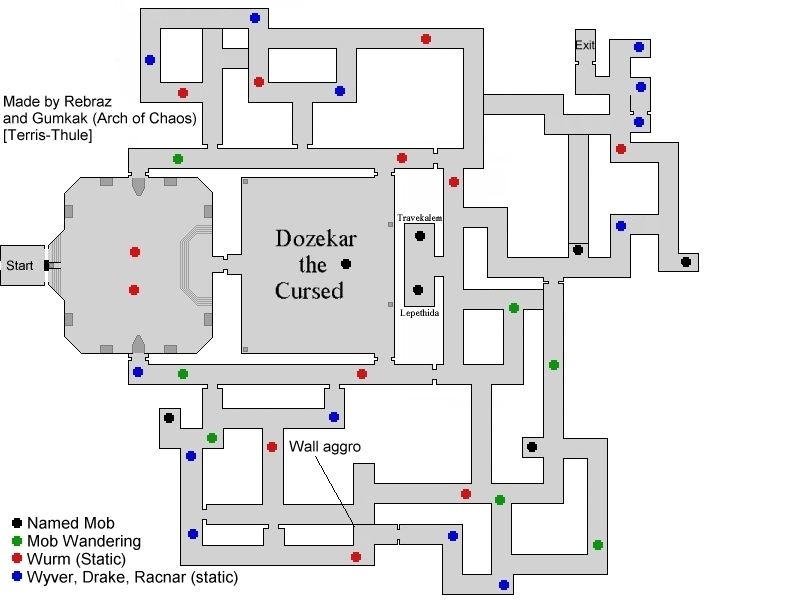 Exit
Made by Rebraz
and Gumkak (Arch of Chaos)
[Terris-Thule]
Travekalem
Dozekar
the
Cursed
Start
Lepethida
Wall aggro
Named Mob
Mob Wandering
Wurm (Static)
Wyver, Drake, Racnar (static)